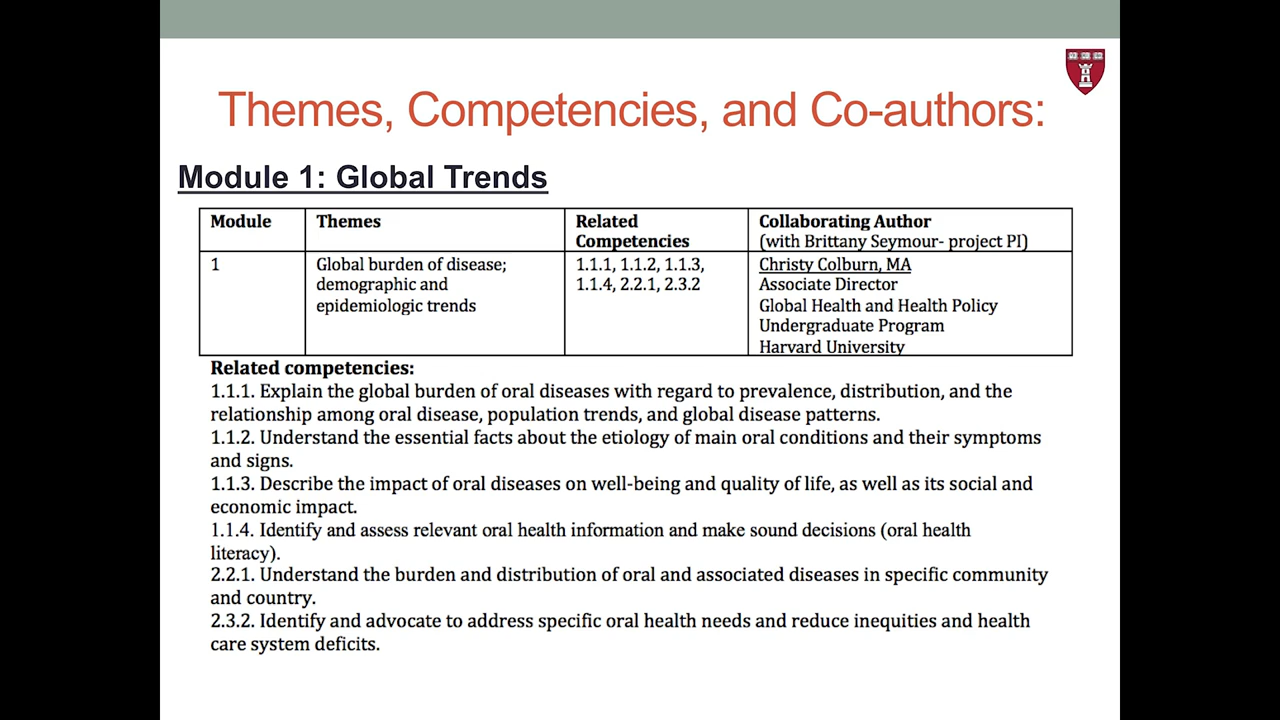 Themes, Competencies, and Co-authors:
Module 1: Global Trends
Module
Themes
Related
Competencies
Collaborating Author
(with Brittany Seymour- project PI)
1
Global burden of disease;
demographic and
epidemiologic trends
1.1.1, 1.1.2, 1.1.3,
1.1.4, 2.2.1, 2.3.2
Christy Colburn, MA
Associate Director
Global Health and Health Policy
Undergraduate Program
Harvard University
Related competencies:
1.1.1. Explain the global burden of oral diseases with regard to prevalence, distribution, and the
relationship among oral disease, population trends, and global disease patterns.
1.1.2. Understand the essential facts about the etiology of main oral conditions and their symptoms
and signs.
1.1.3. Describe the impact of oral diseases on well-being and quality of life, as well as its social and
economic impact.
1.1.4. Identify and assess relevant oral health information and make sound decisions (oral health
literacy).
2.2.1. Understand the burden and distribution of oral and associated diseases in specific community
and country.
2.3.2. Identify and advocate to address specific oral health needs and reduce inequities and health
care system deficits.